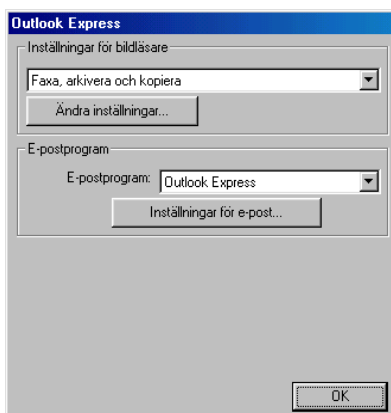 Outlook Express
Inställningar för bildläsare
Faxa, arkivera och kopiera
Ändra inställningar...
E-postprogram
E-postprogram: Outlook Express
Inställningar för e-post...
OK